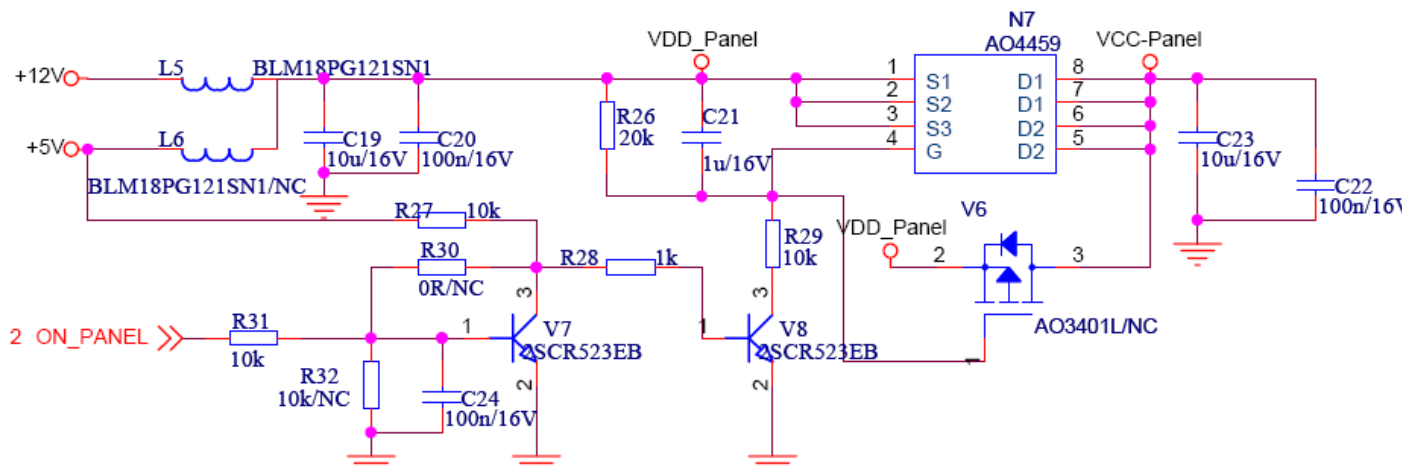 N7
AO4459
VDD_Panel
VCC-Panel
+12V
L5
BLM18PG121SN1
1
2
3
4
S1
S2
S3
G
D1
D1
D2
D2
8
7
6
5
+5V
L6
BLM18PG121SN1/NC
C19
10u/16V
C20
100n/16V
R26
20k
C21
1u/16V
C23
10u/16V
C22
100n/16V
R27
10k
R30
0R/NC
R28
1k
R29
10k
VDD_Panel
V6
2
3
1
AO3401L/NC
2 ON_PANEL
R31
10k
R32
10k/NC
C24
100n/16V
1
3
2
V7
2SCR523EB
1
3
2
V8
2SCR523EB